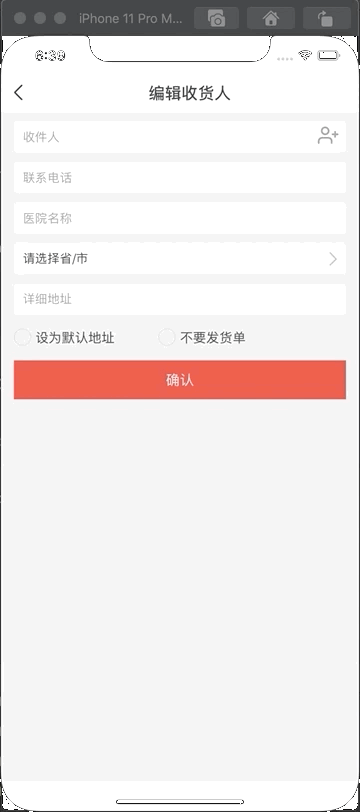 iPhone 11 Pro M...
6:39
编辑收货人
收件人
联系电话
医院名称
请选择省/市
详细地址
设为默认地址
不要发货单
确认